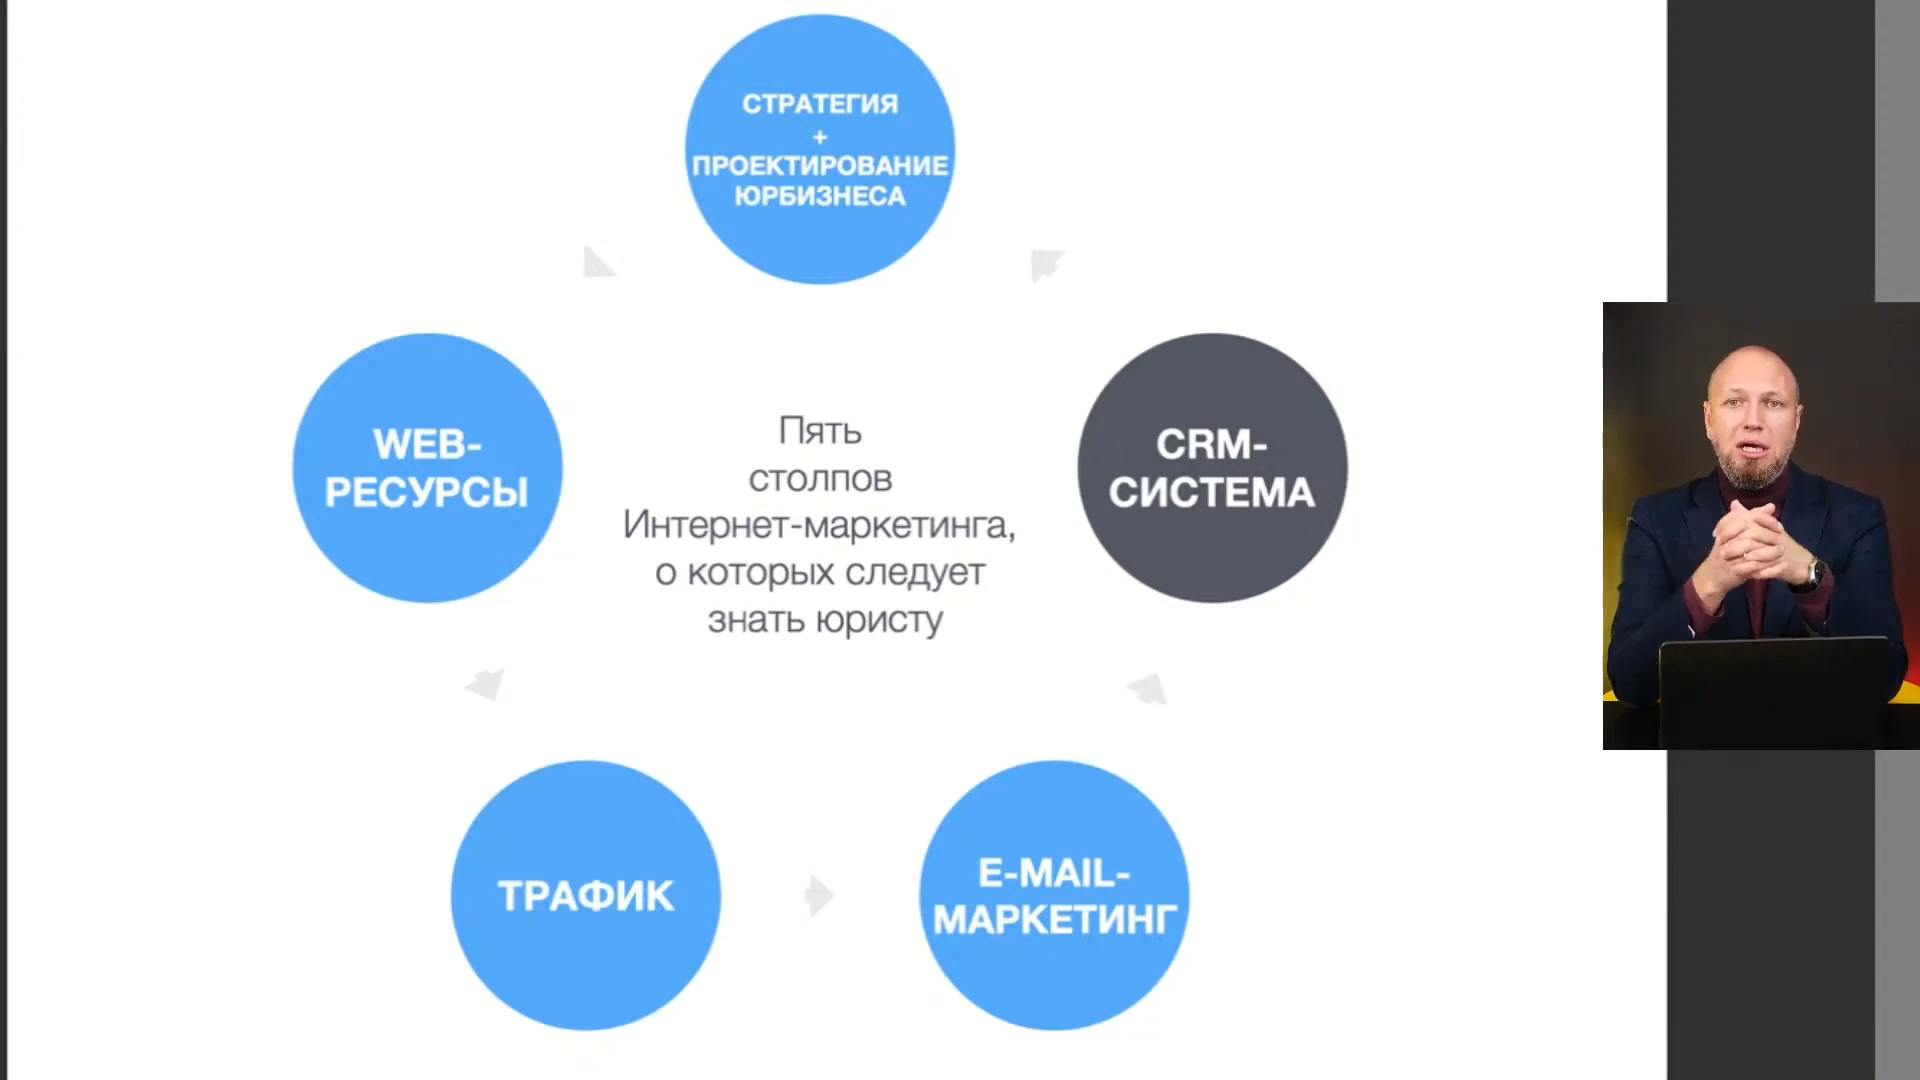 СТРАТЕГИЯ
+
ПРОЕКТИРОВАНИЕ
ЮРБИЗНЕСА
WEB-
РЕСУРСЫ
Пять
столпов
Интернет-маркетинга,
о которых следует
знать юристу
CRM-
СИСТЕМА
ТРАФИК
E-MAIL-
МАРКЕТИНГ